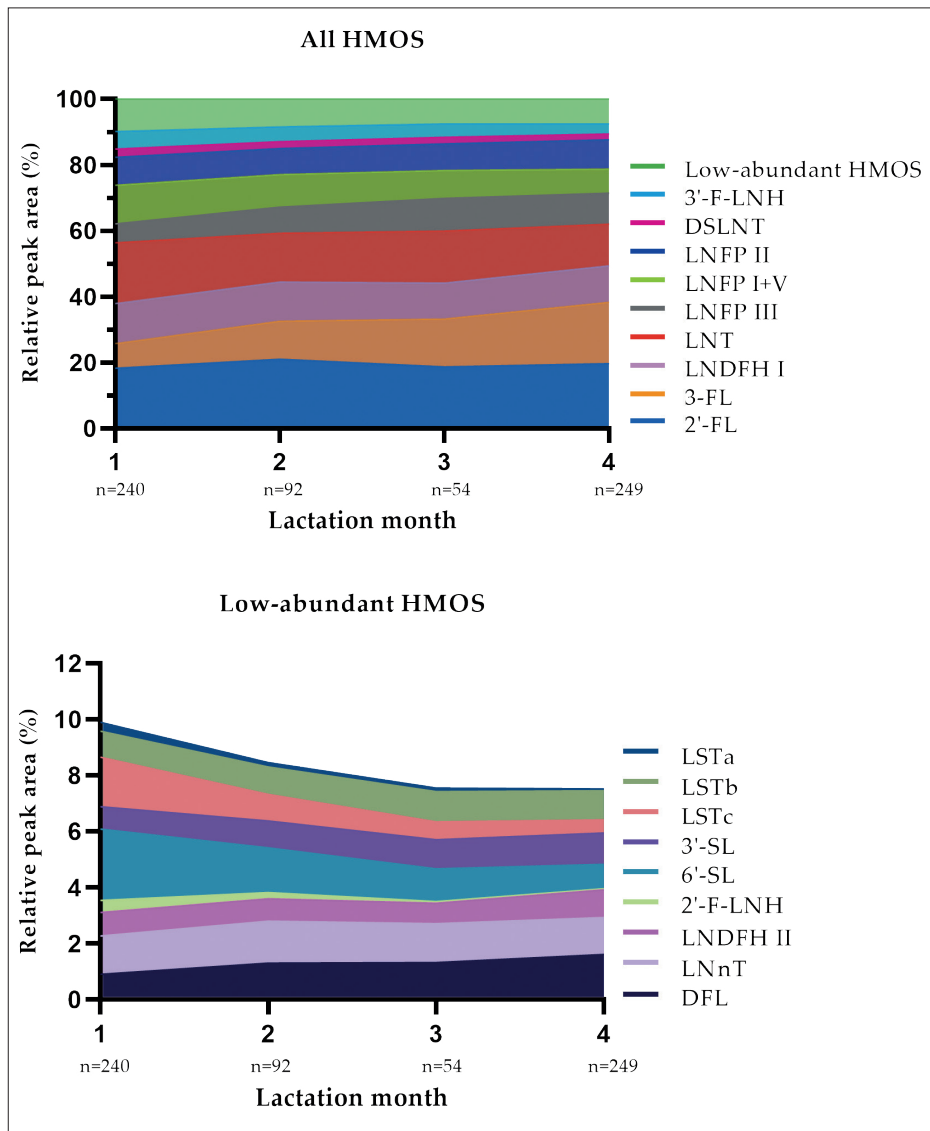 All HMOS
Relative peak area (%)
100
80
60
40
20
0
1
2
3
4
n=240
n=92
n=54
n=249
Lactation month
Low-abundant HMOS
3'-F-LNH
DSLNT
LNFP II
LNFP I+V
LNFP III
LNT
LNDFH I
3-FL
2'-FL
Low-abundant HMOS
Relative peak area (%)
12
10
8
6
4
2
0
1
2
3
4
n=240
n=92
n=54
n=249
Lactation month
LSTa
LSTb
LSTc
3'-SL
6'-SL
2'-F-LNH
LNDFH II
LNnT
DFL